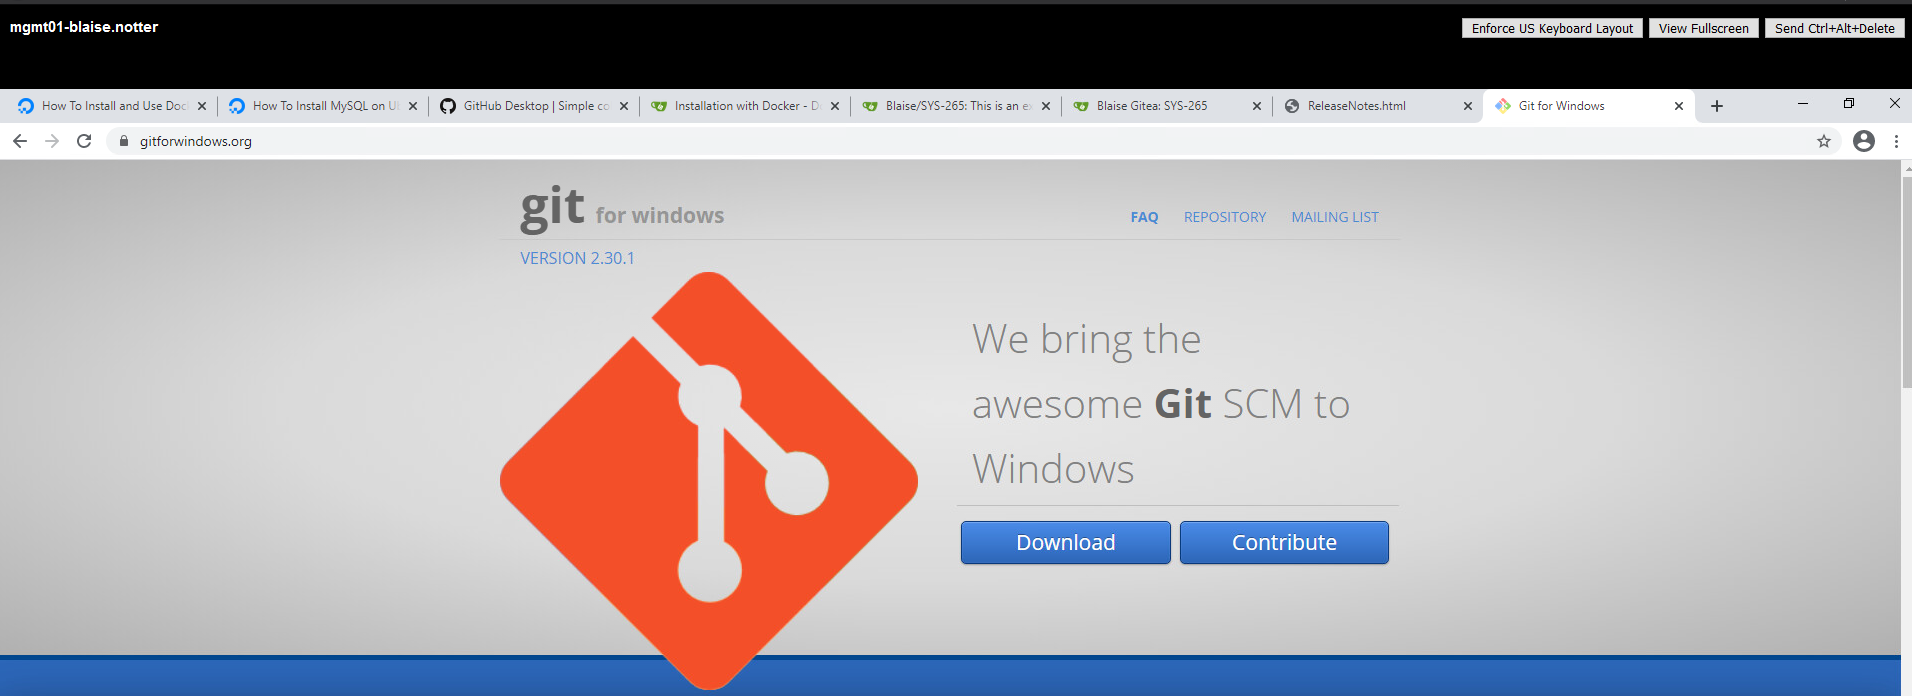 mgmt01-blaise.notter
Enforce US Keyboard Layout View Fullscreen Send Ctrl+Alt+Delete
How To Install and Use Doc How To Install MySQL on Ub GitHub Desktop | Simple co Installation with Docker - D Blaise/SYS-265: This is an ex Blaise Gitea: SYS-265 ReleaseNotes.html Git for Windows
gitforwindows.org
git for windows
FAQ REPOSITORY MAILING LIST
VERSION 2.30.1
We bring the
awesome Git SCM to
Windows
Download Contribute